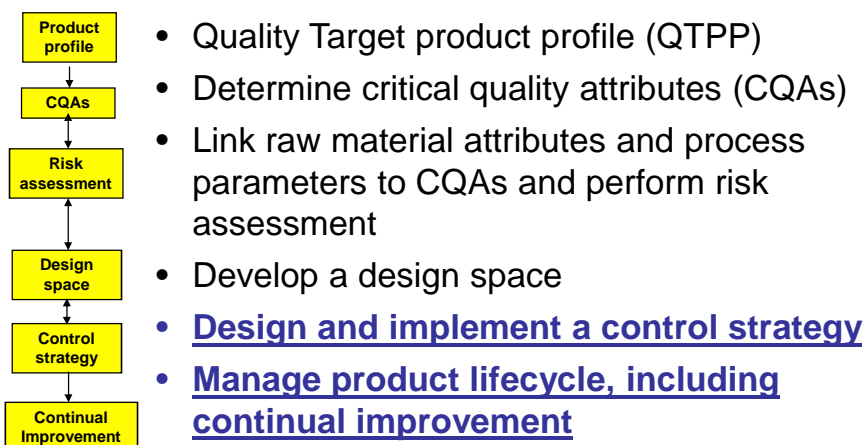 Product
profile
CQAs
Risk
assessment
Design
space
Control
strategy
Continual
Improvement
• Quality Target product profile (QTPP)
• Determine critical quality attributes (CQAs)
• Link raw material attributes and process
parameters to CQAs and perform risk
assessment
• Develop a design space
• Design and implement a control strategy
• Manage product lifecycle, including
continual improvement